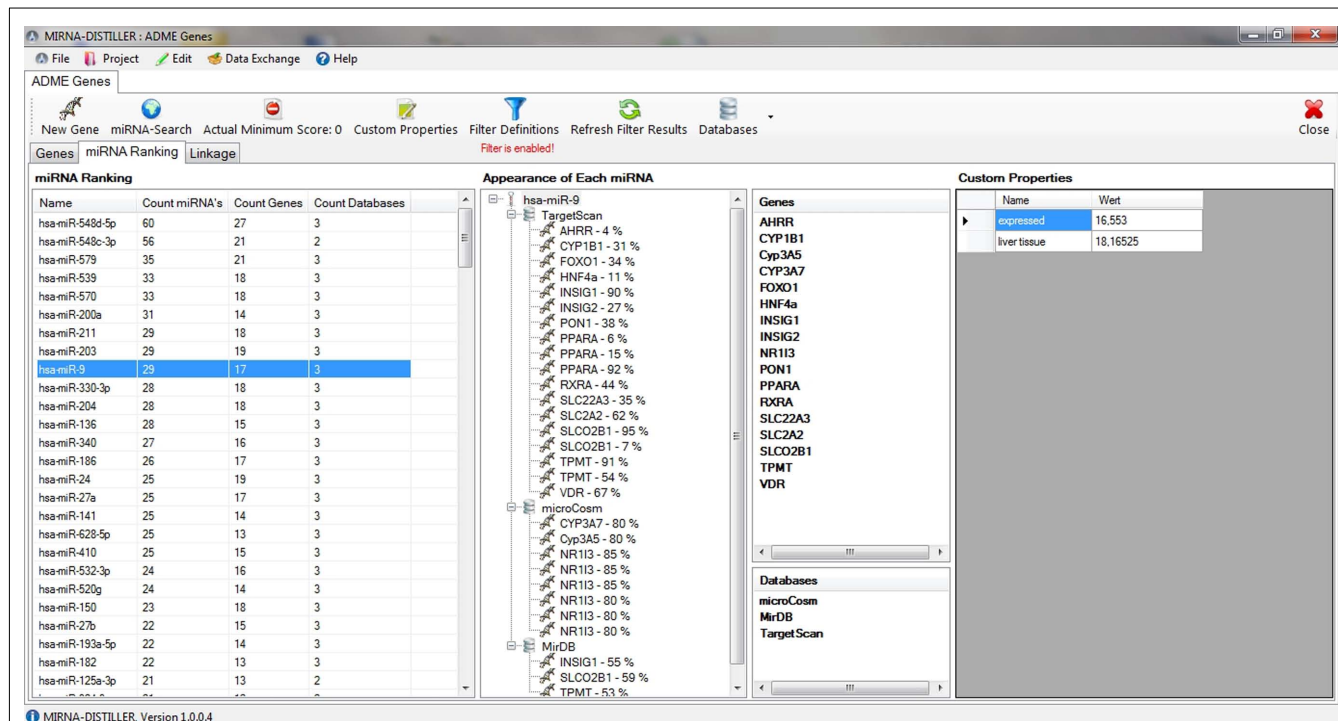 MIRNA-DISTILLER : ADME Genes
File Project Edit Data Exchange Help
ADME Genes
New Gene miRNA-Search Actual Minimum Score: 0 Custom Properties Filter Definitions Refresh Filter Results Databases Close
Filter is enabled!
Genes miRNA Ranking Linkage
miRNA Ranking
Name Count miRNA's Count Genes Count Databases
hsa-miR-548d-5p 60 27 3
hsa-miR-548c-3p 56 21 2
hsa-miR-579 35 21 3
hsa-miR-539 33 18 3
hsa-miR-570 33 18 3
hsa-miR-200a 31 14 3
hsa-miR-211 29 18 3
hsa-miR-203 29 19 3
hsa-miR-9 29 17 3
hsa-miR-330-3p 28 18 3
hsa-miR-204 28 18 3
hsa-miR-136 28 15 3
hsa-miR-340 27 16 3
hsa-miR-186 26 17 3
hsa-miR-24 25 19 3
hsa-miR-27a 25 17 3
hsa-miR-141 25 14 3
hsa-miR-628-5p 25 13 3
hsa-miR-410 25 15 3
hsa-miR-532-3p 24 16 3
hsa-miR-520g 24 14 3
hsa-miR-150 23 18 3
hsa-miR-27b 22 15 3
hsa-miR-193a-5p 22 14 3
hsa-miR-182 22 13 3
hsa-miR-125a-3p 21 13 2
Appearance of Each miRNA
hsa-miR-9
TargetScan
AHRR - 4 %
CYP1B1 - 31 %
FOXO1 - 34 %
HNF4a - 11 %
INSIG1 - 90 %
INSIG2 - 27 %
PON1 - 38 %
PPARA - 6 %
PPARA - 15 %
PPARA - 92 %
RXRA - 44 %
SLC22A3 - 35 %
SLC2A2 - 62 %
SLCO2B1 - 95 %
SLCO2B1 - 7 %
TPMT - 91 %
TPMT - 54 %
VDR - 67 %
microCosm
CYP3A7 - 80 %
Cyp3A5 - 80 %
NR1I3 - 85 %
NR1I3 - 85 %
NR1I3 - 85 %
NR1I3 - 80 %
NR1I3 - 80 %
NR1I3 - 80 %
MirDB
INSIG1 - 55 %
SLCO2B1 - 59 %
TPMT - 53 %
Genes
AHRR
CYP1B1
Cyp3A5
CYP3A7
FOXO1
HNF4a
INSIG1
INSIG2
NR1I3
PON1
PPARA
RXRA
SLC22A3
SLC2A2
SLCO2B1
TPMT
VDR
Databases
microCosm
MirDB
TargetScan
Custom Properties
Name Wert
expressed 16,553
liver tissue 18,16525
MIRNA-DISTILLER, Version 1.0.0.4